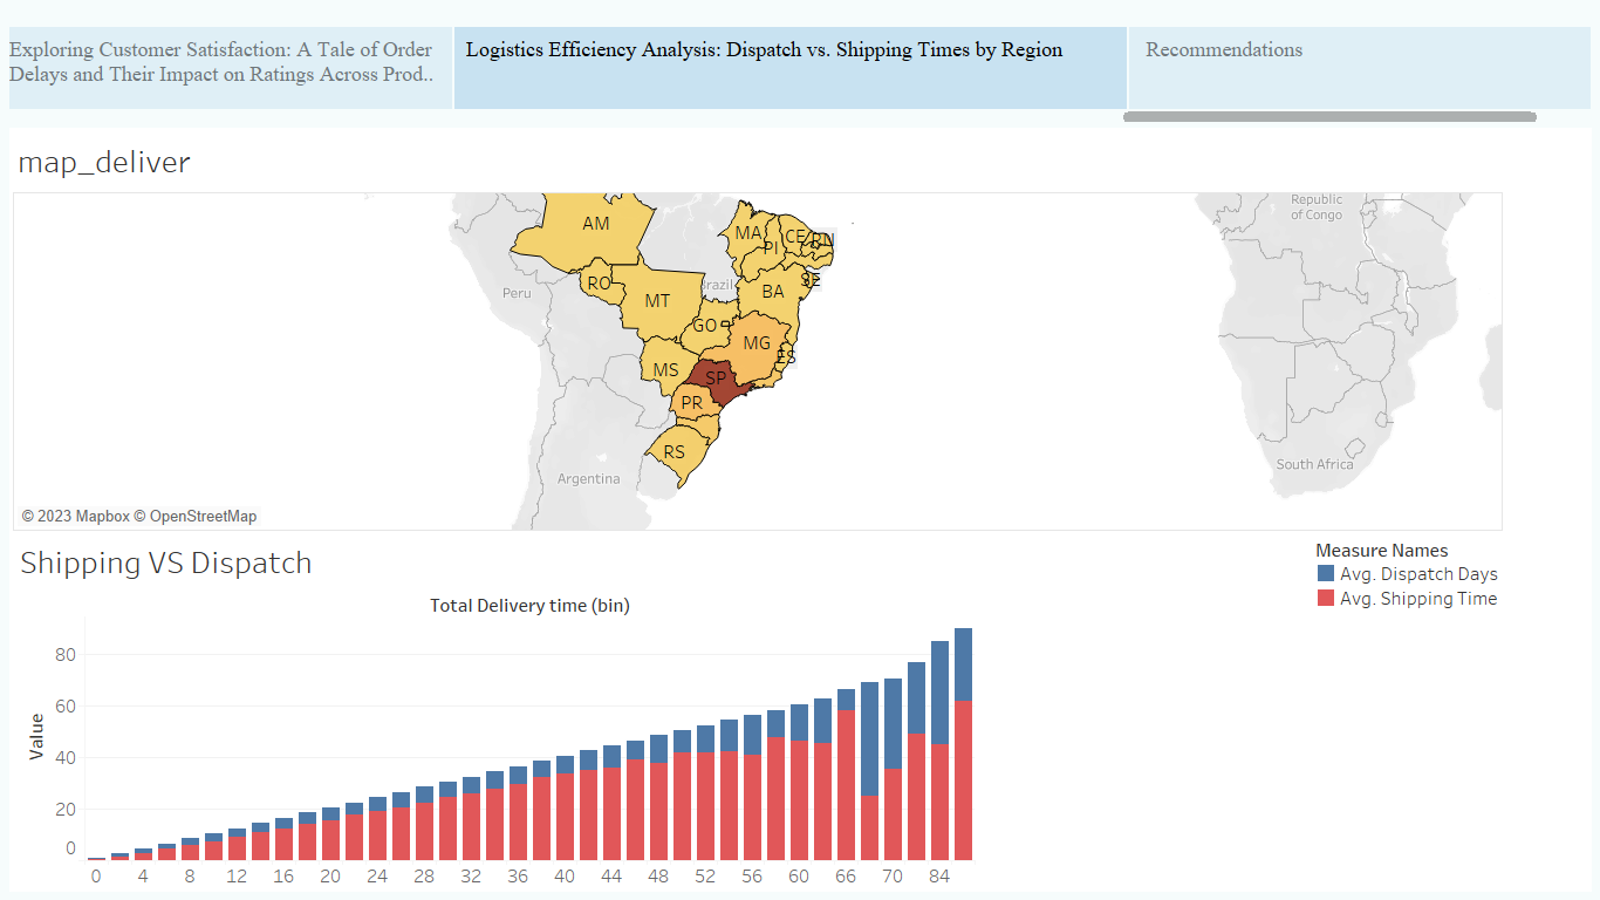 Exploring Customer Satisfaction: A Tale of Order
Delays and Their Impact on Ratings Across Prod..
Logistics Efficiency Analysis: Dispatch vs. Shipping Times by Region
Recommendations
map_deliver
Republic
of Congo
AM
MA
PI
CE
RN
RO
MT
Brazil
BA
SE
Peru
GO
MG
ES
MS
SP
PR
RS
Argentina
South Africa
© 2023 Mapbox © OpenStreetMap
Shipping VS Dispatch
Measure Names
Avg. Dispatch Days
Avg. Shipping Time
Total Delivery time (bin)
Value
80
60
40
20
0
0 4 8 12 16 20 24 28 32 36 40 44 48 52 56 60 66 70 84